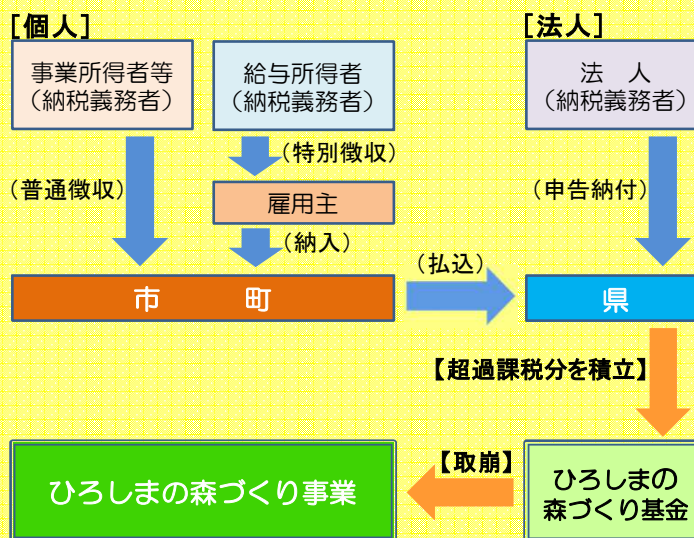 ［個人］
事業所得者等
（納税義務者）
給与所得者
（納税義務者）
（普通徴収）
（特別徴収）
雇用主
（納入）
市　　町
（払込）
［法人］
法　人
（納税義務者）
（申告納付）
県
【超過課税分を積立】
ひろしまの
森づくり基金
【取崩】
ひろしまの森づくり事業